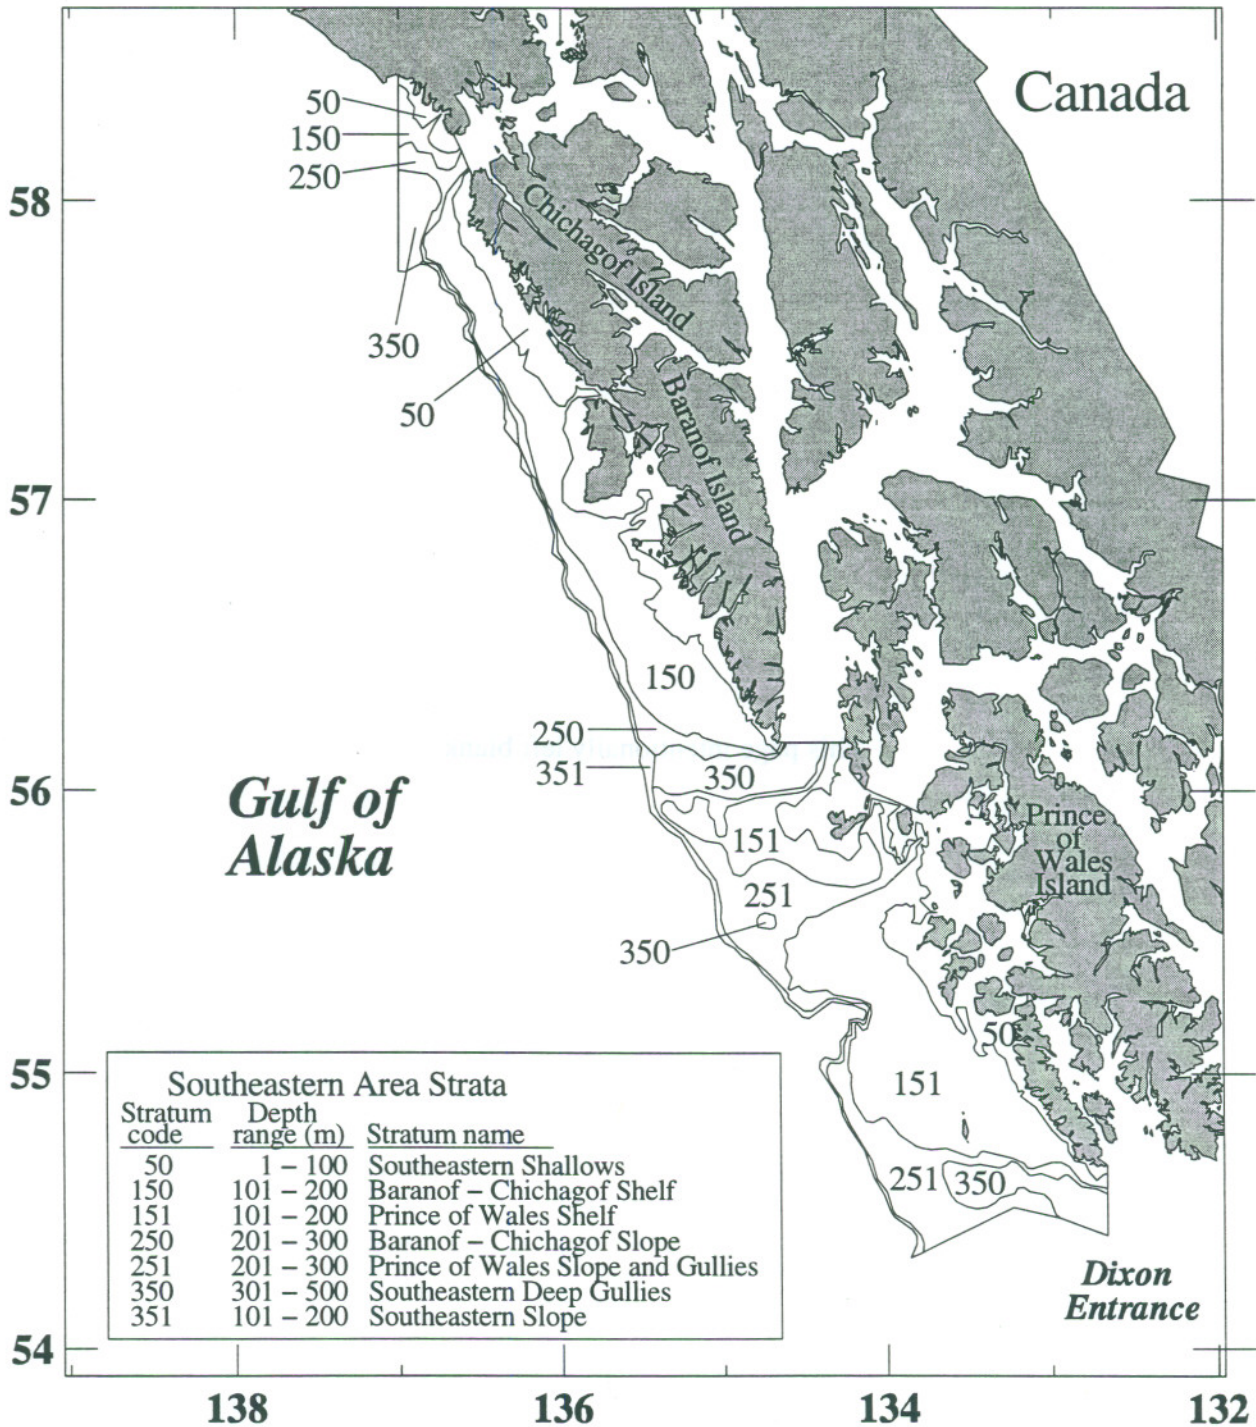 Canada
50
150
250
58
Chichagof Island
350
50
Baranof Island
57
150
250
351
350
56
Gulf of
Alaska
151
Prince
of
Wales
Island
251
350
50
55
151
251
350
Southeastern Area Strata
Stratum code Depth range (m) Stratum name
50 1 – 100 Southeastern Shallows
150 101 – 200 Baranof – Chichagof Shelf
151 101 – 200 Prince of Wales Shelf
250 201 – 300 Baranof – Chichagof Slope
251 201 – 300 Prince of Wales Slope and Gullies
350 301 – 500 Southeastern Deep Gullies
351 101 – 200 Southeastern Slope
Dixon
Entrance
54
138 136 134 132